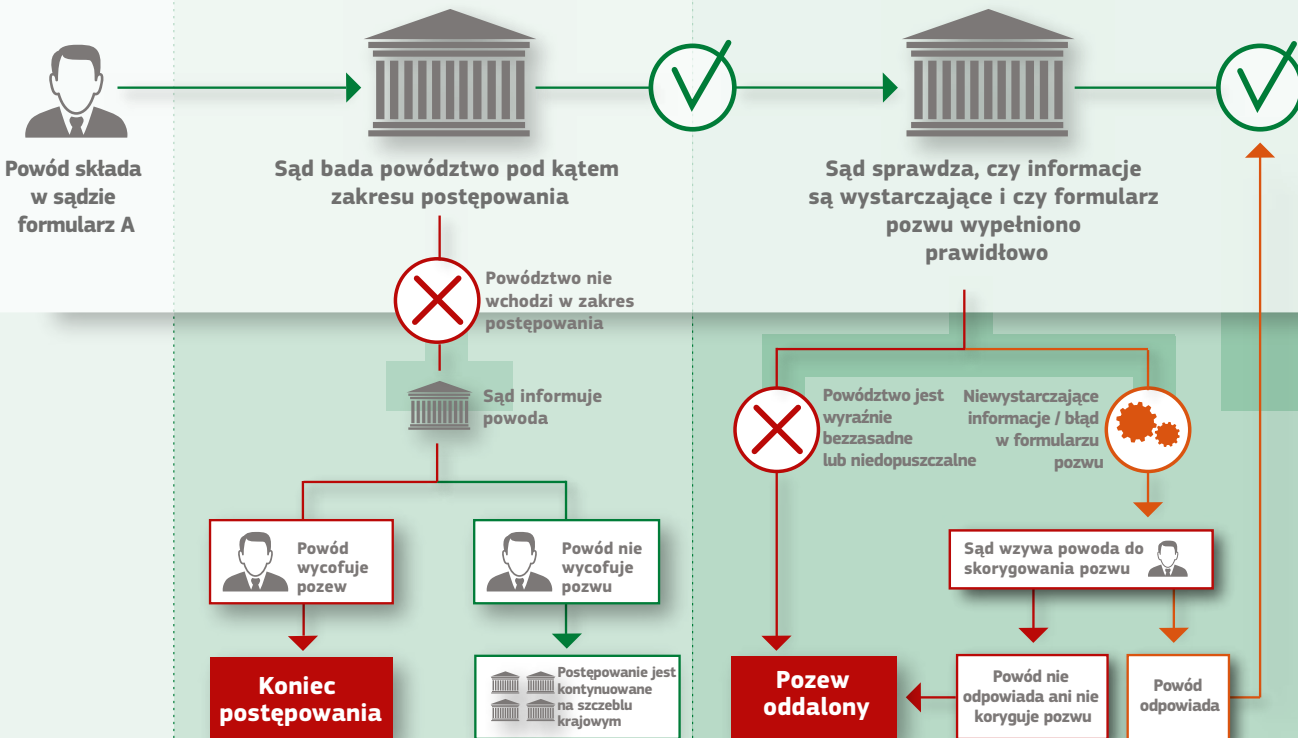 Powód składa
w sądzie
formularz A
Sąd bada powództwo pod kątem
zakresu postępowania
Sąd sprawdza, czy informacje
są wystarczające i czy formularz
pozwu wypełniono
prawidłowo
Powództwo nie
wchodzi w zakres
postępowania
Sąd informuje
powoda
Powód
wycofuje
pozew
Powód nie
wycofuje
pozwu
Koniec
postępowania
Postępowanie jest
kontynuowane
na szczeblu
krajowym
Powództwo jest
wyraźnie
bezzasadne
lub niedopuszczalne
Niewystarczające
informacje / błąd
w formularzu
pozwu
Sąd wzywa powoda do
skorygowania pozwu
Pozew
oddalony
Powód nie
odpowiada ani nie
koryguje pozwu
Powód
odpowiada